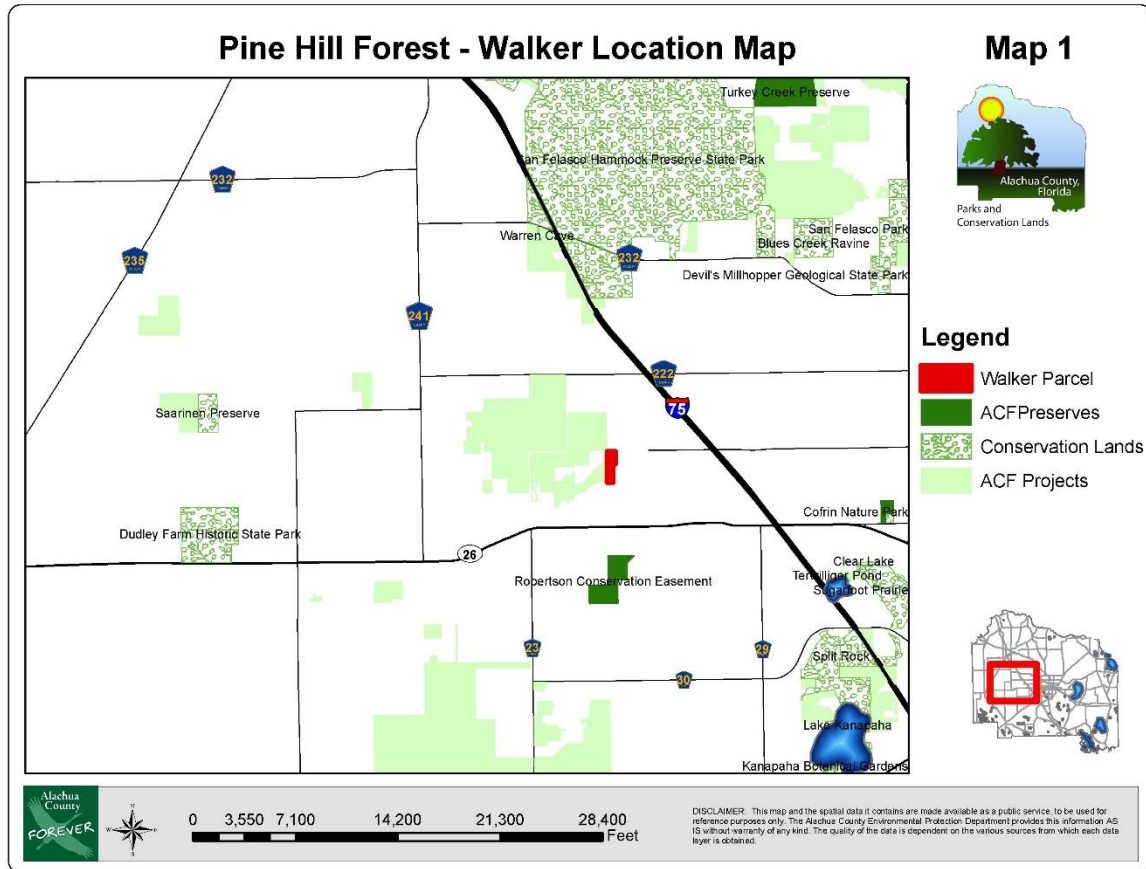 Pine Hill Forest - Walker Location Map
Map 1
Turkey Creek Preserve
San Felasco Hammock Preserve State Park
232
Warren Cave
San Felasco Park
Blues Creek Ravine
235
232
Devil's Millhopper Geological State Park
241
222
75
Saarinen Preserve
Cofrin Nature Park
Dudley Farm Historic State Park
26
Clear Lake
Terwilliger Pond
Sugarfoot Prairie
Robertson Conservation Easement
23
29
Split Rock
30
Lake Kanapaha
Kanapaha Botanical Gardens
Alachua County,
Florida
Parks and
Conservation Lands
Legend
Walker Parcel
ACFPreserves
Conservation Lands
ACF Projects
Alachua
County
FOREVER
N
W E
S
0 3,550 7,100 14,200 21,300 28,400
Feet
DISCLAIMER: This map and the spatial data it contains are made available as a public service, to be used for
reference purposes only. The Alachua County Environmental Protection Department provides this information AS
IS without warranty of any kind. The quality of the data is dependent on the various sources from which each data
layer is obtained.